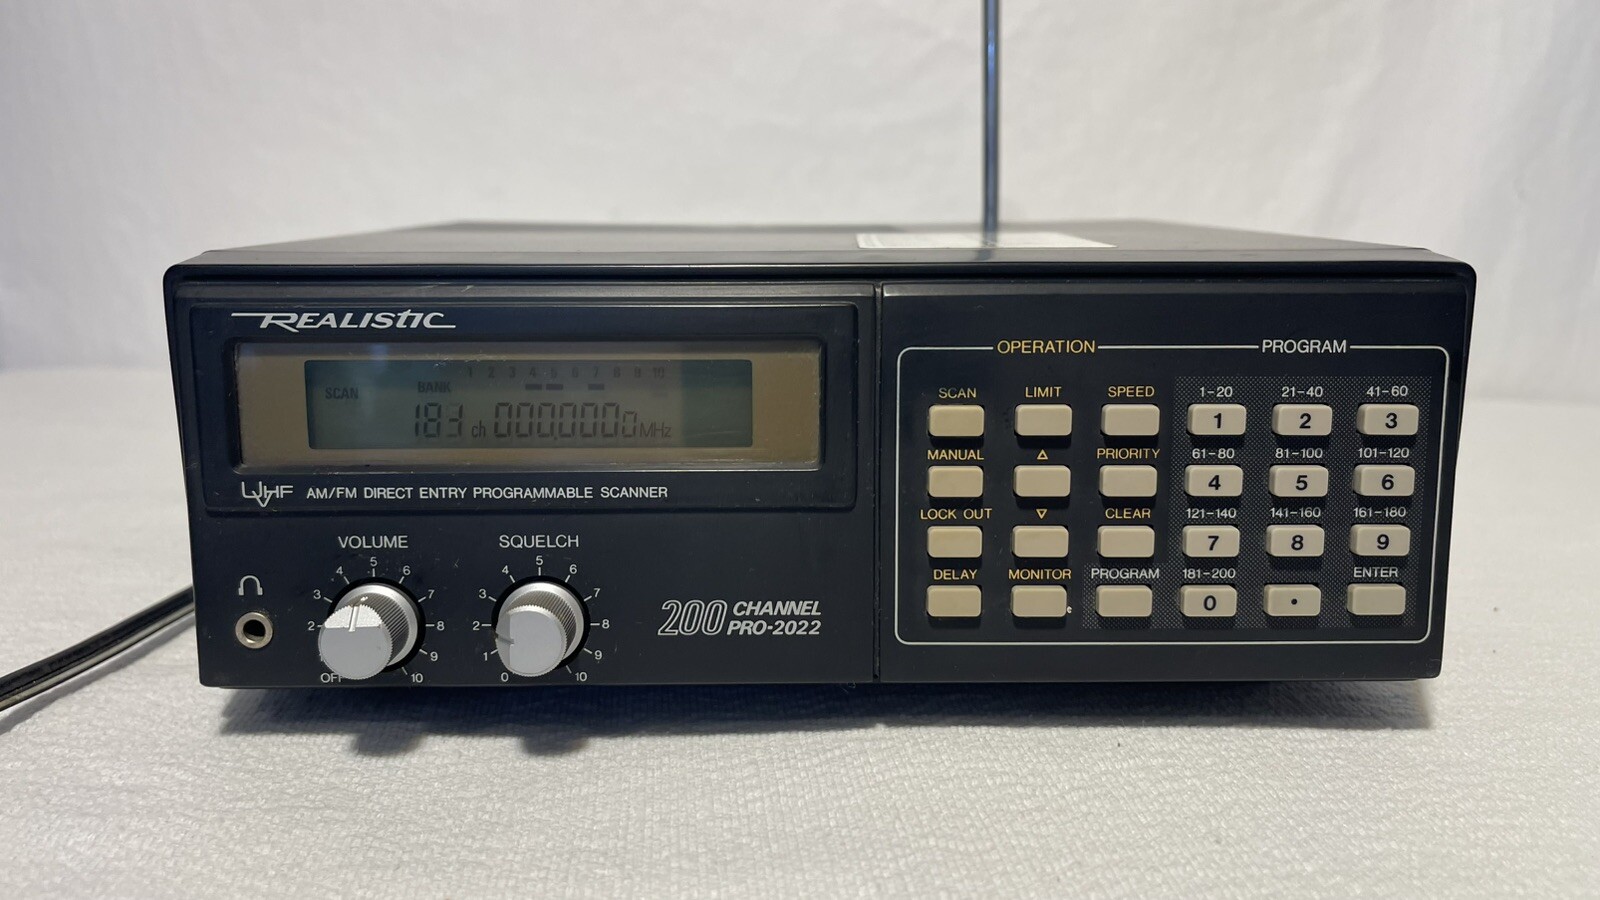 REALISTIC
1 2 3 4 5 6 7 8 9 10
SCAN BANK
183 ch 000.0000 MHz
UVHF AM/FM DIRECT ENTRY PROGRAMMABLE SCANNER
VOLUME
OFF 2 3 4 5 6 7 8 9 10
SQUELCH
0 1 2 3 4 5 6 7 8 9 10
200 CHANNEL
PRO-2022
OPERATION PROGRAM
SCAN LIMIT SPEED 1-20 21-40 41-60
1 2 3
MANUAL △ PRIORITY 61-80 81-100 101-120
4 5 6
LOCK OUT ▽ CLEAR 121-140 141-160 161-180
7 8 9
DELAY MONITOR PROGRAM 181-200 ENTER
0 .